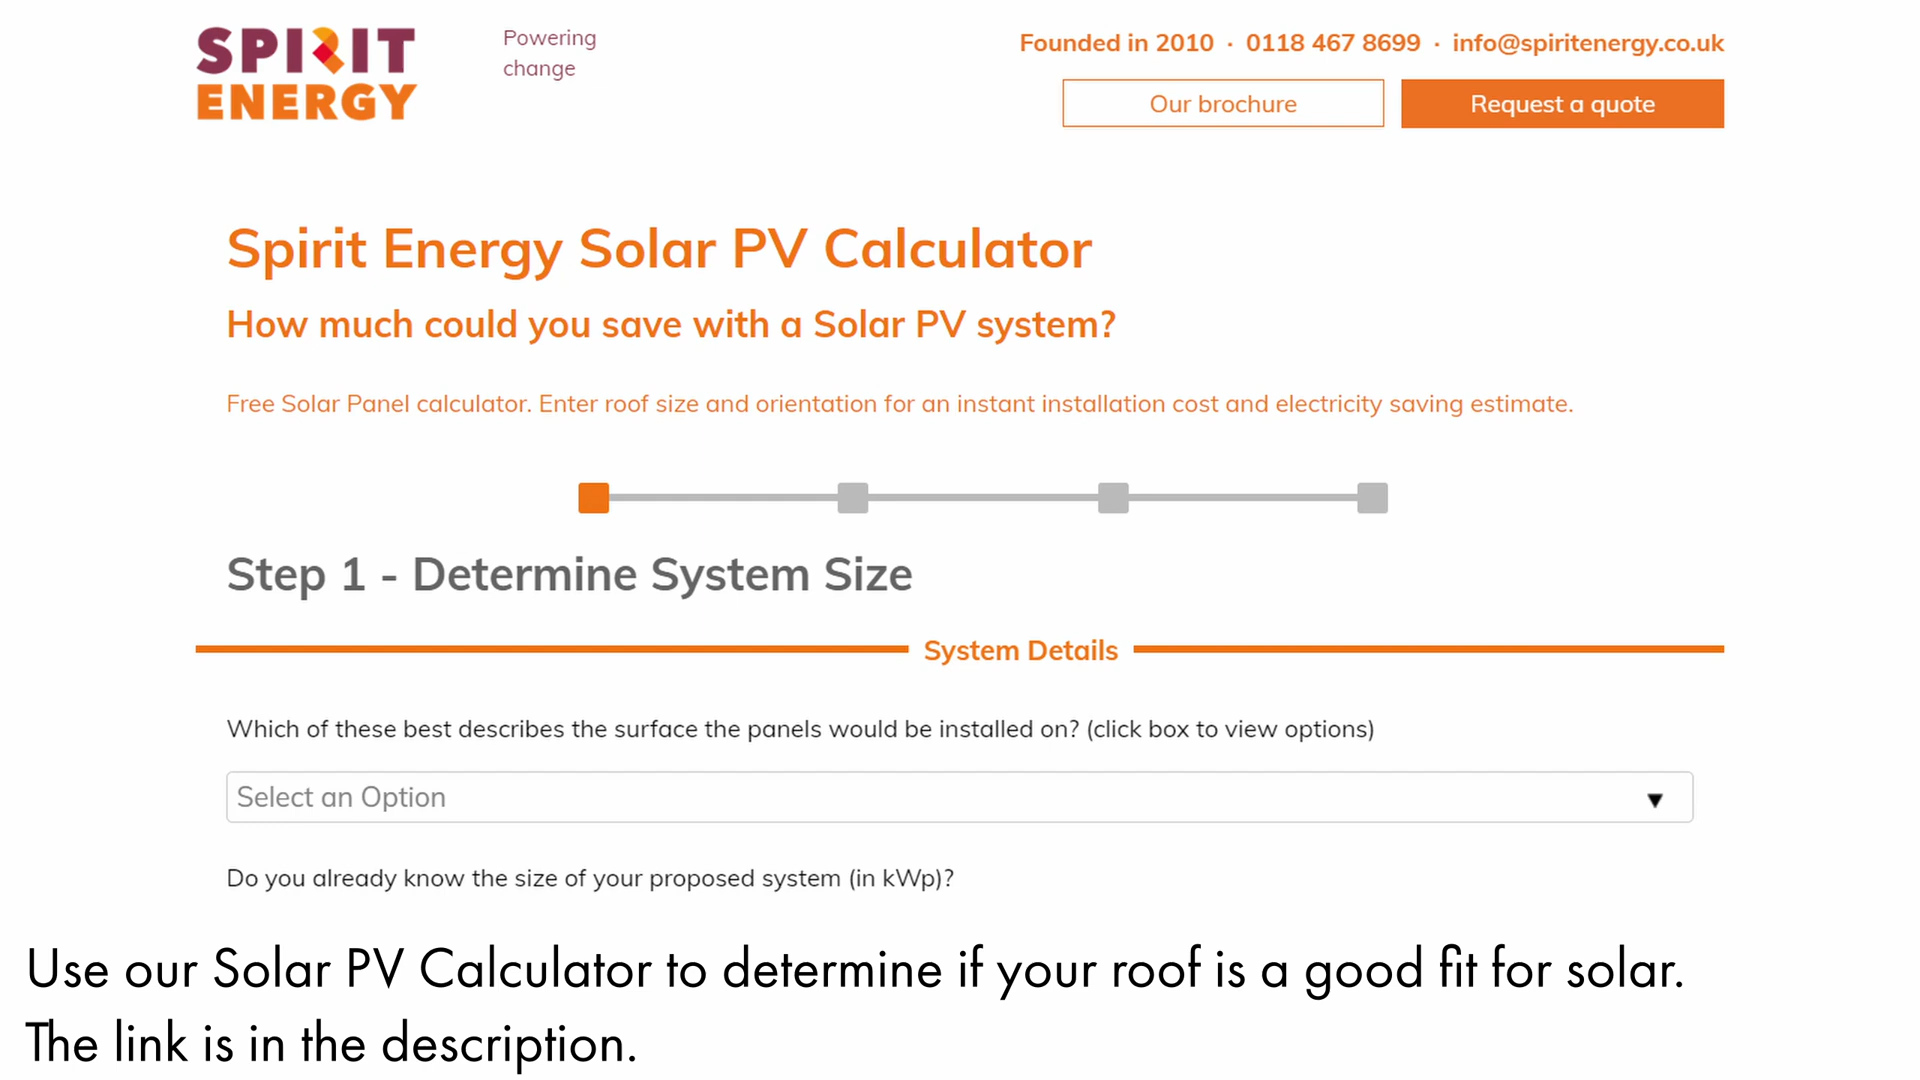 SPIRIT
ENERGY
Powering
change
Founded in 2010 · 0118 467 8699 · info@spiritenergy.co.uk
Our brochure
Request a quote
Spirit Energy Solar PV Calculator
How much could you save with a Solar PV system?
Free Solar Panel calculator. Enter roof size and orientation for an instant installation cost and electricity saving estimate.
Step 1 - Determine System Size
System Details
Which of these best describes the surface the panels would be installed on? (click box to view options)
Select an Option
Do you already know the size of your proposed system (in kWp)?
Use our Solar PV Calculator to determine if your roof is a good fit for solar.
The link is in the description.